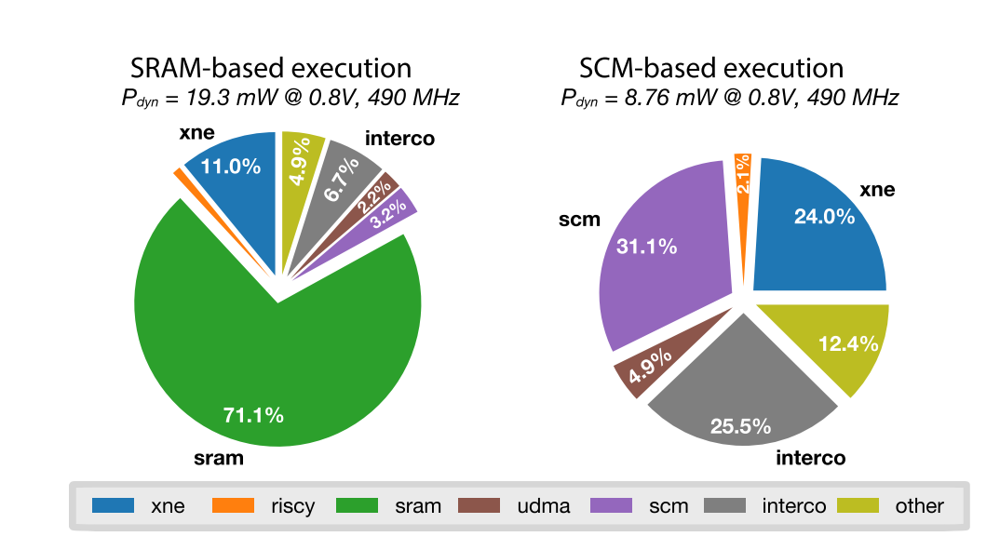 SRAM-based execution
P_dyn = 19.3 mW @ 0.8V, 490 MHz
xne
interco
11.0%
4.9%
6.7%
2.2%
3.2%
71.1%
sram
SCM-based execution
P_dyn = 8.76 mW @ 0.8V, 490 MHz
2.1%
xne
24.0%
scm
31.1%
12.4%
4.9%
25.5%
interco
xne riscy sram udma scm interco other